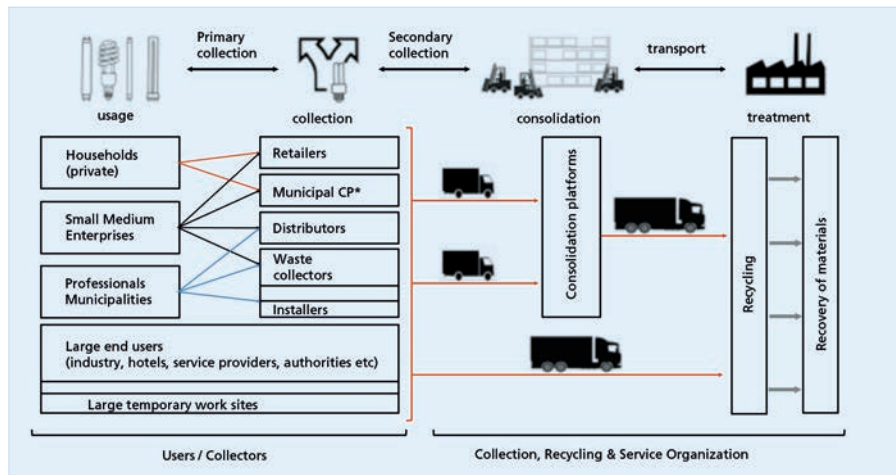 Primary
collection
Secondary
collection
transport
usage
collection
consolidation
treatment
Households
(private)
Small Medium
Enterprises
Professionals
Municipalities
Retailers
Municipal CP*
Distributors
Waste
collectors
Installers
Large end users
(industry, hotels, service providers, authorities etc)
Large temporary work sites
Consolidation platforms
Recycling
Recovery of materials
Users / Collectors
Collection, Recycling & Service Organization